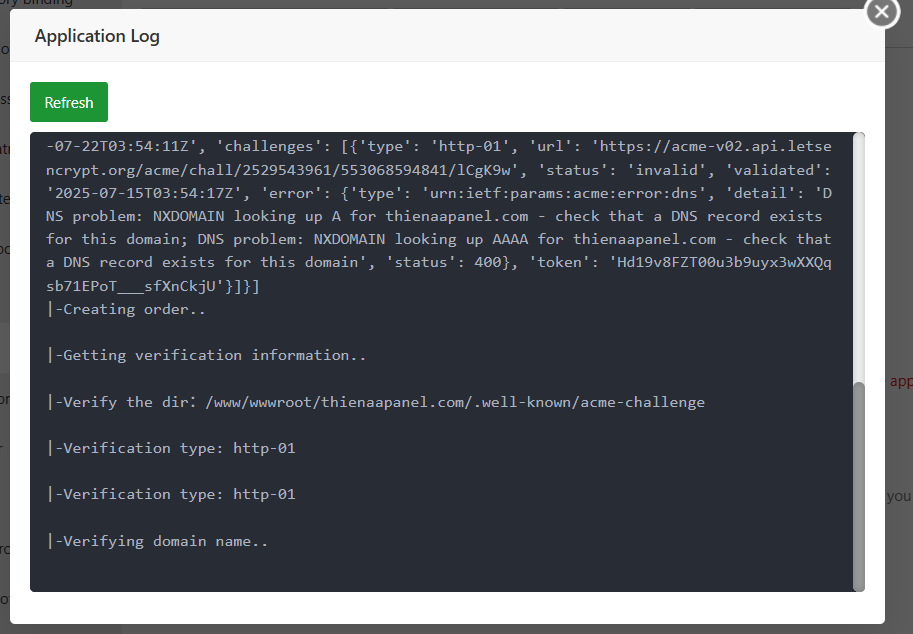 ory binding
Application Log
Refresh
-07-22T03:54:11Z', 'challenges': [{'type': 'http-01', 'url': 'https://acme-v02.api.letse
ncrypt.org/acme/chall/2529543961/553068594841/lCgK9w', 'status': 'invalid', 'validated':
'2025-07-15T03:54:17Z', 'error': {'type': 'urn:ietf:params:acme:error:dns', 'detail': 'D
NS problem: NXDOMAIN looking up A for thienaapanel.com - check that a DNS record exists
for this domain; DNS problem: NXDOMAIN looking up AAAA for thienaapanel.com - check that
a DNS record exists for this domain', 'status': 400}, 'token': 'Hd19v8FZT00u3b9uyx3wXXQq
sb71EPoT___sfXnCkjU'}]}]
|-Creating order..
|-Getting verification information..
|-Verify the dir：/www/wwwroot/thienaapanel.com/.well-known/acme-challenge
|-Verification type: http-01
|-Verification type: http-01
|-Verifying domain name..
app
you